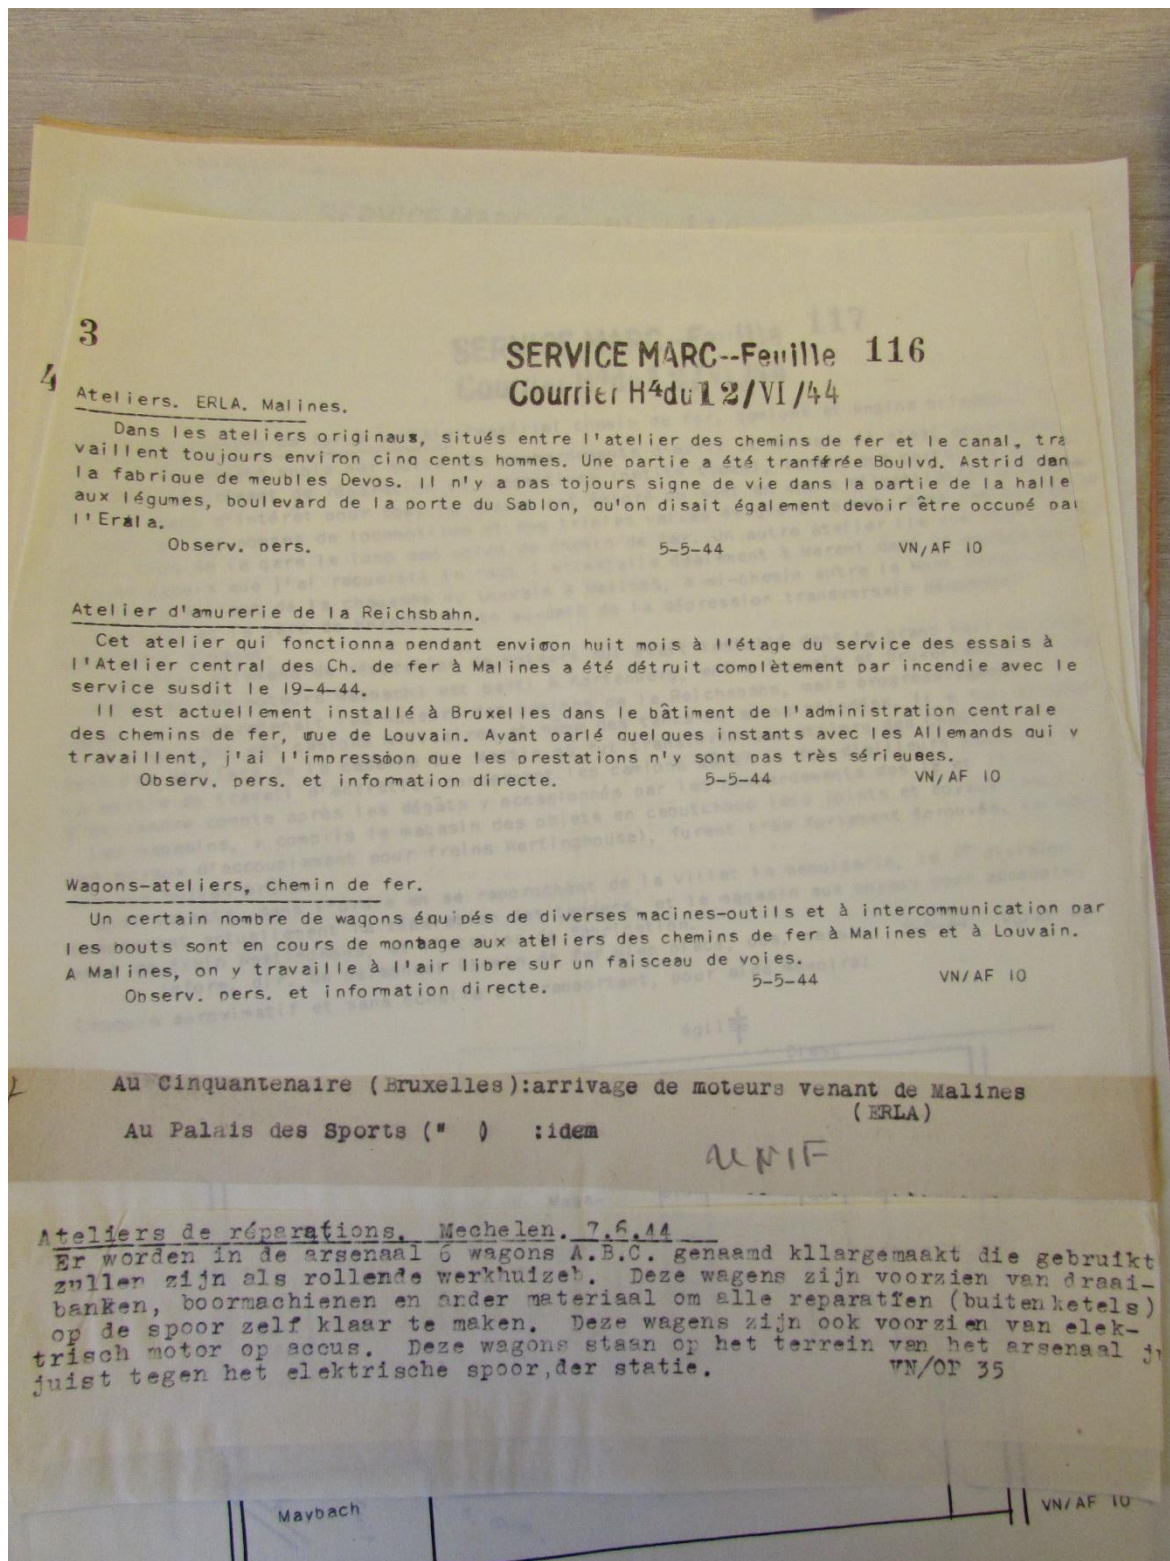 3
SERVICE MARC--Feuille 116
4
Courrier H4du 12/VI/44
Ateliers. ERLA. Malines.
Dans les ateliers originaux, situés entre l'atelier des chemins de fer et le canal, tra
vaillent toujours environ cinq cents hommes. Une partie a été tranférée Boulvd. Astrid dan
la fabrique de meubles Devos. Il n'y a pas tojours signe de vie dans la partie de la halle
aux légumes, boulevard de la porte du Sablon, qu'on disait également devoir être occupé pa
l'Erala.
Observ. pers. 5-5-44 VN/AF 10
Atelier d'amurerie de la Reichsbahn.
Cet atelier qui fonctionna pendant environ huit mois à l'étage du service des essais à
l'Atelier central des Ch. de fer à Malines a été détruit complètement par incendie avec le
service susdit le 19-4-44.
Il est actuellement installé à Bruxelles dans le bâtiment de l'administration centrale
des chemins de fer, rue de Louvain. Ayant parlé quelques instants avec les Allemands qui y
travaillent, j'ai l'impression que les prestations n'y sont pas très sérieuses.
Observ. pers. et information directe. 5-5-44 VN/AF 10
Wagons-ateliers, chemin de fer.
Un certain nombre de wagons équipés de diverses macines-outils et à intercommunication par
les bouts sont en cours de montage aux ateliers des chemins de fer à Malines et à Louvain.
A Malines, on y travaille à l'air libre sur un faisceau de voies.
Observ. pers. et information directe. 5-5-44 VN/AF 10
Au Cinquantenaire (Bruxelles):arrivage de moteurs venant de Malines
(ERLA)
Au Palais des Sports (" ) :idem
UNIF
Ateliers de réparations. Mechelen. 7.6.44
Er worden in de arsenaal 6 wagons A.B.C. genaamd kllargemaakt die gebruikt
zullen zijn als rollende werkhuizen. Deze wagens zijn voorzien van draai-
banken, boormachienen en ander materiaal om alle reparatien (buiten ketels)
op de spoor zelf klaar te maken. Deze wagens zijn ook voorzien van elek-
trisch motor op accus. Deze wagons staan op het terrein van het arsenaal ju
juist tegen het elektrische spoor,der statie. VN/OP 35
Maybach
VN/AF 10